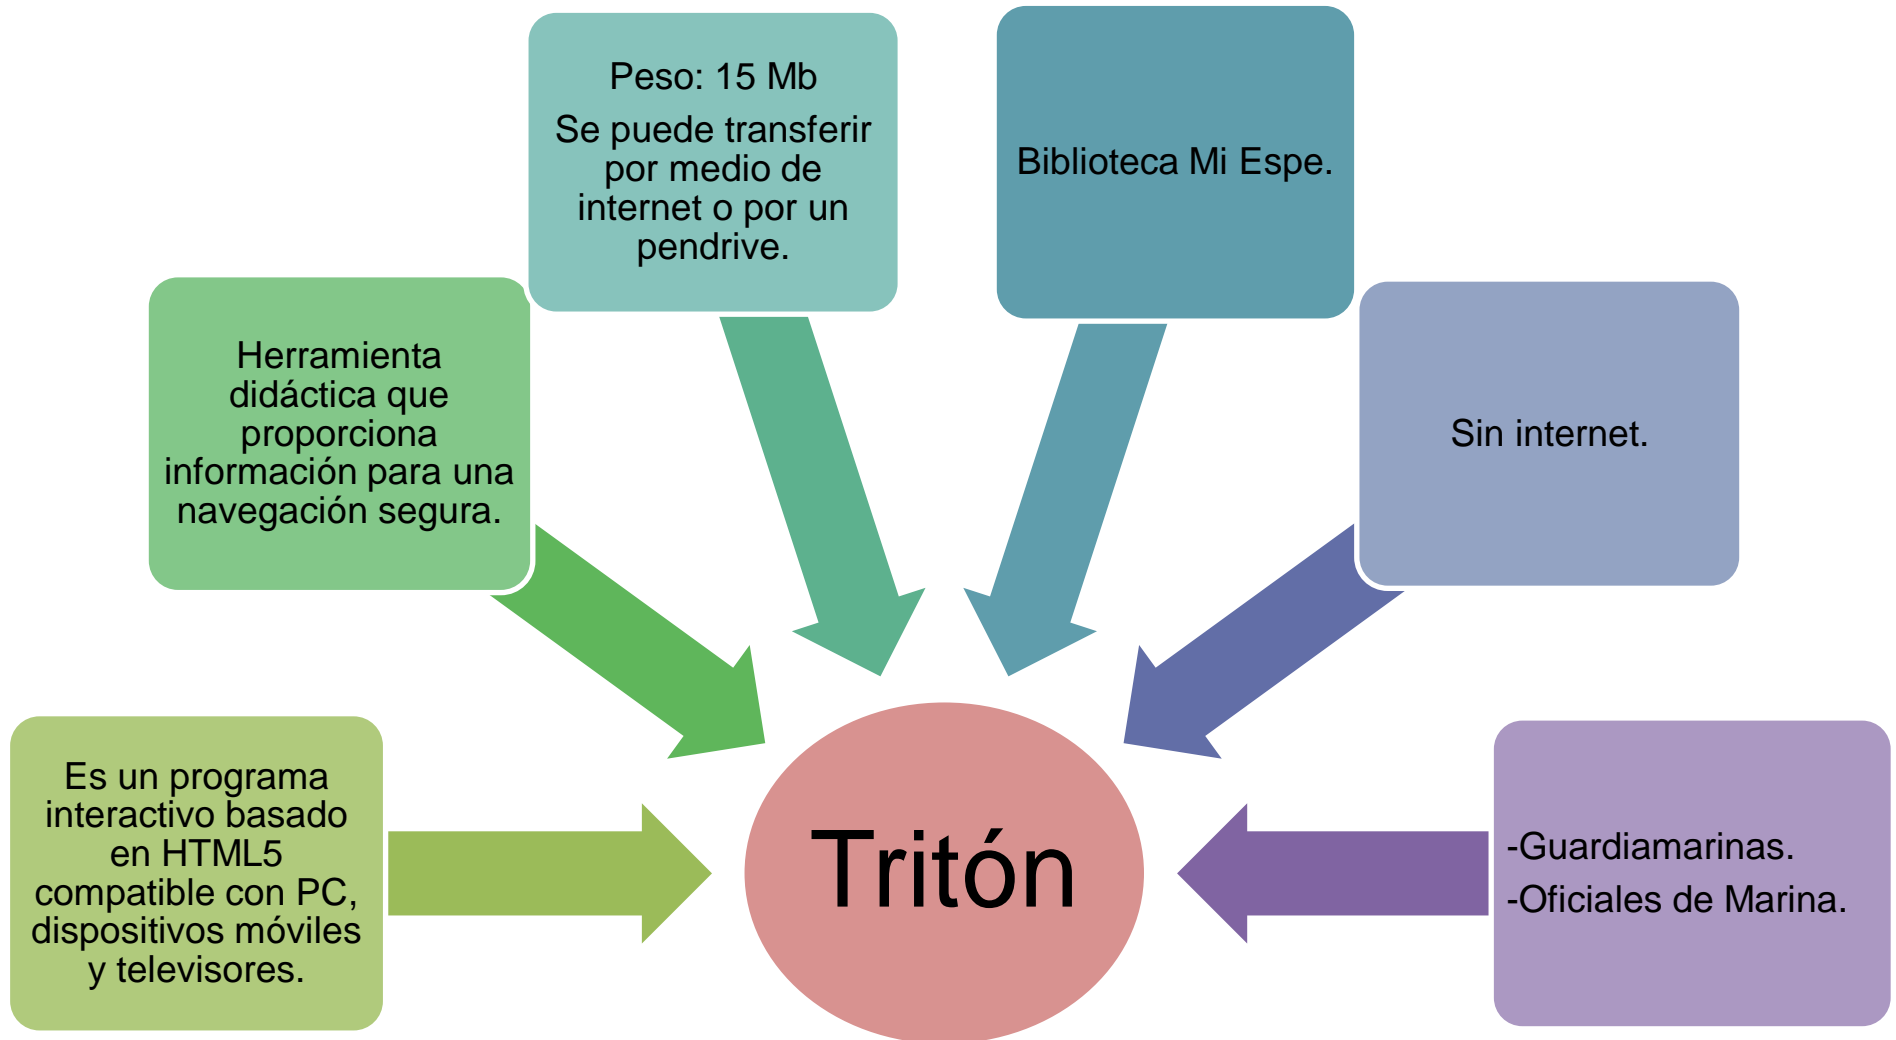 Peso: 15 Mb
Se puede transferir
por medio de
internet o por un
pendrive.
Biblioteca Mi Espe.
Herramienta
didáctica que
proporciona
información para una
navegación segura.
Sin internet.
Es un programa
interactivo basado
en HTML5
compatible con PC,
dispositivos móviles
y televisores.
Tritón
-Guardiamarinas.
-Oficiales de Marina.